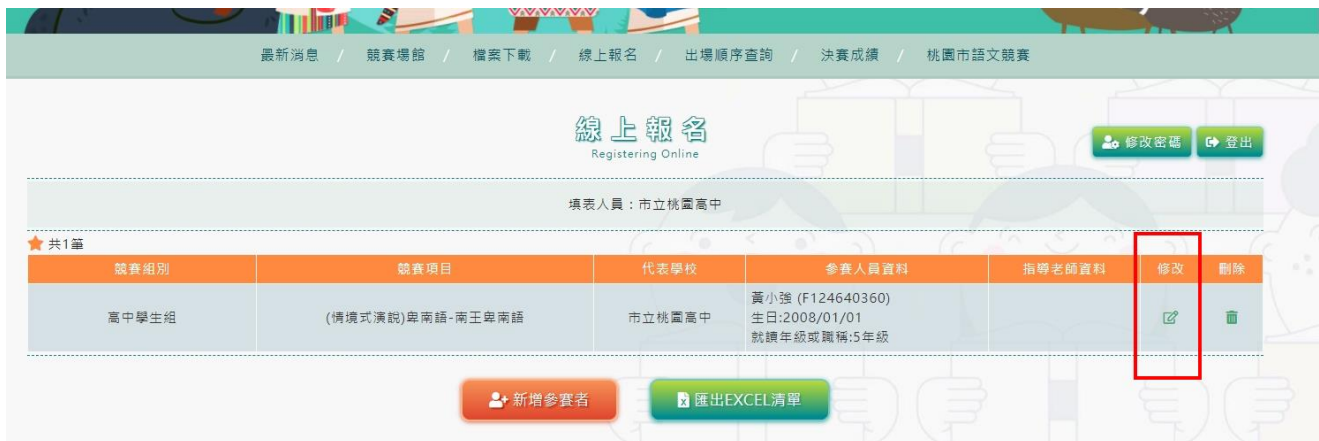 最新消息 / 競賽場館 / 檔案下載 / 線上報名 / 出場順序查詢 / 決賽成績 / 桃園市語文競賽
線上報名
Registering Online
修改密碼 登出
填表人員：市立桃園高中
共1筆
競賽組別 競賽項目 代表學校 參賽人員資料 指導老師資料 修改 刪除
高中學生組 (情境式演說)卑南語-南王卑南語 市立桃園高中 黃小強 (F124640360)
生日:2008/01/01
就讀年級或職稱:5年級
新增參賽者 匯出EXCEL清單